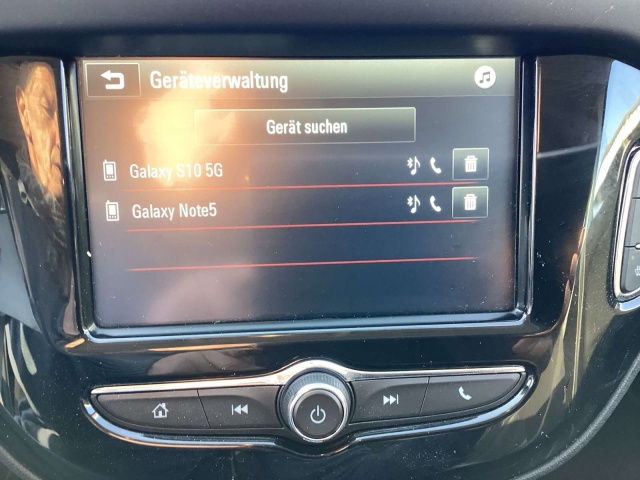 Geräteverwaltung
Gerät suchen
Galaxy S10 5G
Galaxy Note5